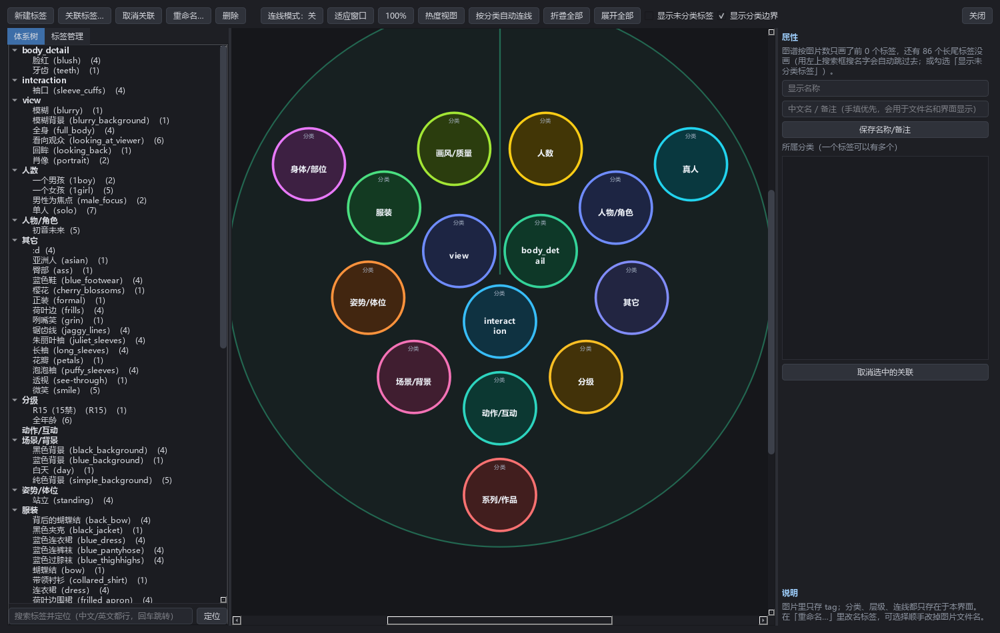 新建标签 关联标签... 取消关联 重命名... 删除 连线模式：关 适应窗口 100% 热度视图 按分类自动连线 折叠全部 展开全部 显示未分类标签 显示分类边界 关闭
体系树 标签管理
body_detail
脸红（blush） (4)
牙齿（teeth） (1)
interaction
袖口（sleeve_cuffs） (4)
view
模糊（blurry） (1)
模糊背景（blurry_background） (1)
全身（full_body） (4)
看向观众（looking_at_viewer） (6)
回眸（looking_back） (1)
肖像（portrait） (2)
人数
一个男孩（1boy） (2)
一个女孩（1girl） (5)
男性为焦点（male_focus） (2)
单人（solo） (7)
人物/角色
初音未来 (5)
其它
:d (4)
亚洲人（asian） (1)
臀部（ass） (1)
蓝色鞋（blue_footwear） (4)
樱花（cherry_blossoms） (1)
正装（formal） (1)
荷叶边（frills） (4)
咧嘴笑（grin） (1)
锯齿线（jaggy_lines） (4)
朱丽叶袖（juliet_sleeves） (4)
长袖（long_sleeves） (4)
花瓣（petals） (1)
泡泡袖（puffy_sleeves） (4)
透视（see-through） (1)
微笑（smile） (5)
分级
R15（15禁）（R15） (1)
全年龄 (6)
动作/互动
场景/背景
黑色背景（black_background） (4)
蓝色背景（blue_background） (1)
白天（day） (1)
纯色背景（simple_background） (5)
姿势/体位
站立（standing） (4)
服装
背后的蝴蝶结（back_bow） (4)
黑色夹克（black_jacket） (1)
蓝色连衣裙（blue_dress） (4)
蓝色连裤袜（blue_pantyhose） (4)
蓝色过膝袜（blue_thighhighs） (4)
蝴蝶结（bow） (1)
带领衬衫（collared_shirt） (1)
连衣裙（dress） (4)
荷叶边围裙（frilled_apron） (4)
搜索标签并定位（中文/英文都行，回车跳转） 定位
分类
画风/质量
分类
人数
分类
身体/部位
分类
真人
分类
服装
分类
人物/角色
分类
view
分类
body_det
ail
分类
姿势/体位
分类
其它
分类
interact
ion
分类
场景/背景
分类
分级
分类
动作/互动
分类
系列/作品
属性
图谱按图片数只画了前 0 个标签，还有 86 个长尾标签没
画（用左上搜索框搜名字会自动跳过去；或勾选「显示未
分类标签」）。
显示名称
中文名 / 备注（手填优先，会用于文件名和界面显示）
保存名称/备注
所属分类（一个标签可以有多个）
取消选中的关联
说明
图片里只存 tag；分类、层级、连线都只存在于本界面。
在「重命名...」里改名标签，可选择顺手改掉图片文件名。